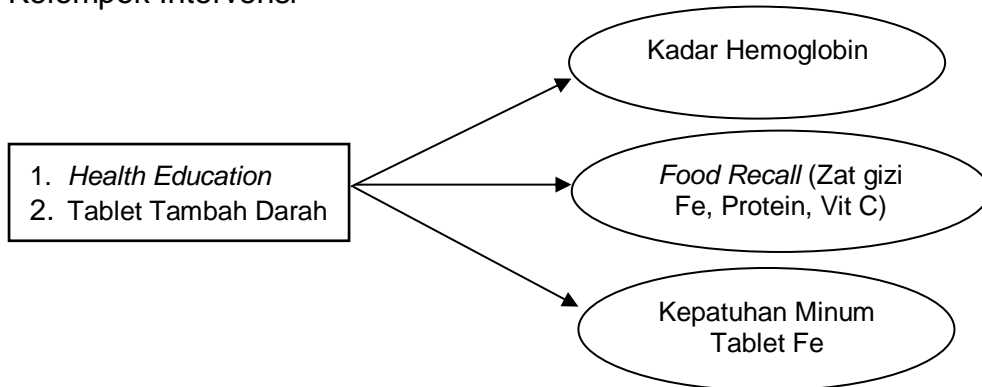 Kelompok Intervensi
Kadar Hemoglobin
1. Health Education
2. Tablet Tambah Darah
Food Recall (Zat gizi
Fe, Protein, Vit C)
Kepatuhan Minum
Tablet Fe